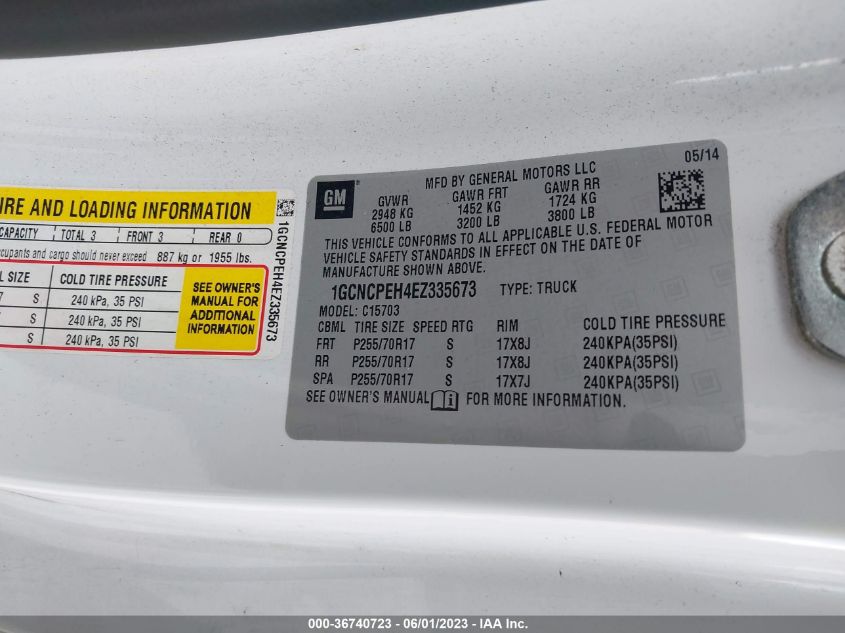 IRE AND LOADING INFORMATION
CAPACITY TOTAL 3 FRONT 3 REAR 0
cupants and cargo should never exceed 887 kg or 1955 lbs.
SIZE COLD TIRE PRESSURE
7 S 240 kPa, 35 PSI
S 240 kPa, 35 PSI
S 240 kPa, 35 PSI
SEE OWNER'S
MANUAL FOR
ADDITIONAL
INFORMATION
1GCNCPEH4EZ335673
GM
MFD BY GENERAL MOTORS LLC
05/14
GVWR GAWR FRT GAWR RR
2948 KG 1452 KG 1724 KG
6500 LB 3200 LB 3800 LB
THIS VEHICLE CONFORMS TO ALL APPLICABLE U.S. FEDERAL MOTOR
VEHICLE SAFETY STANDARDS IN EFFECT ON THE DATE OF
MANUFACTURE SHOWN ABOVE.
1GCNCPEH4EZ335673 TYPE: TRUCK
MODEL: C15703
CBML TIRE SIZE SPEED RTG RIM COLD TIRE PRESSURE
FRT P255/70R17 S 17X8J 240KPA(35PSI)
RR P255/70R17 S 17X8J 240KPA(35PSI)
SPA P255/70R17 S 17X7J 240KPA(35PSI)
SEE OWNER'S MANUAL i FOR MORE INFORMATION.
000-36740723 - 06/01/2023 - IAA Inc.